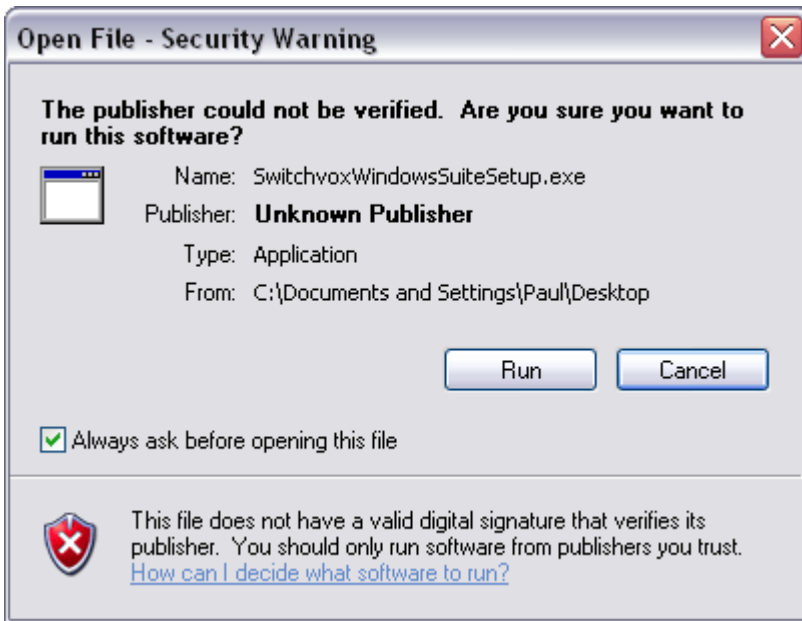 Open File - Security Warning
The publisher could not be verified. Are you sure you want to
run this software?
Name: SwitchvoxWindowsSuiteSetup.exe
Publisher: Unknown Publisher
Type: Application
From: C:\Documents and Settings\Paul\Desktop
Run Cancel
Always ask before opening this file
This file does not have a valid digital signature that verifies its
publisher. You should only run software from publishers you trust.
How can I decide what software to run?